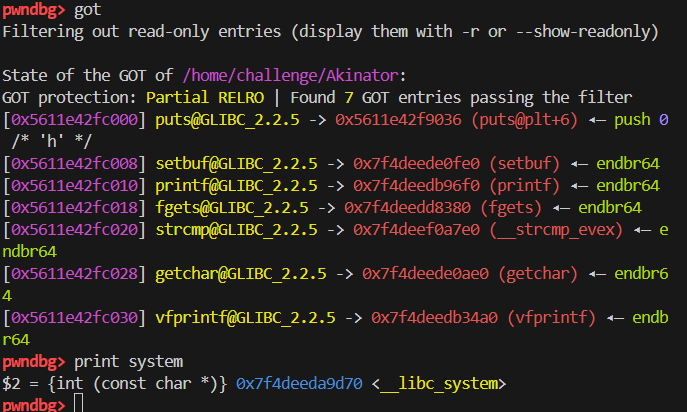 pwndbg> got
Filtering out read-only entries (display them with -r or --show-readonly)
State of the GOT of /home/challenge/Akinator:
GOT protection: Partial RELRO | Found 7 GOT entries passing the filter
[0x5611e42fc000] puts@GLIBC_2.2.5 -> 0x5611e42f9036 (puts@plt+6) ◂— push 0
 /* 'h' */
[0x5611e42fc008] setbuf@GLIBC_2.2.5 -> 0x7f4deede0fe0 (setbuf) ◂— endbr64
[0x5611e42fc010] printf@GLIBC_2.2.5 -> 0x7f4deedb96f0 (printf) ◂— endbr64
[0x5611e42fc018] fgets@GLIBC_2.2.5 -> 0x7f4deedd8380 (fgets) ◂— endbr64
[0x5611e42fc020] strcmp@GLIBC_2.2.5 -> 0x7f4deef0a7e0 (__strcmp_evex) ◂— e
ndbr64
[0x5611e42fc028] getchar@GLIBC_2.2.5 -> 0x7f4deede0ae0 (getchar) ◂— endbr6
4
[0x5611e42fc030] vfprintf@GLIBC_2.2.5 -> 0x7f4deedb34a0 (vfprintf) ◂— endb
r64
pwndbg> print system
$2 = {int (const char *)} 0x7f4deeda9d70 <__libc_system>
pwndbg>